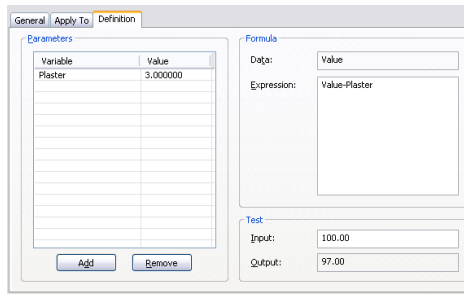 General Apply To Definition
Parameters
Variable Value
Plaster 3.000000
Add Remove
Formula
Data: Value
Expression: Value-Plaster
Test
Input: 100.00
Output: 97.00